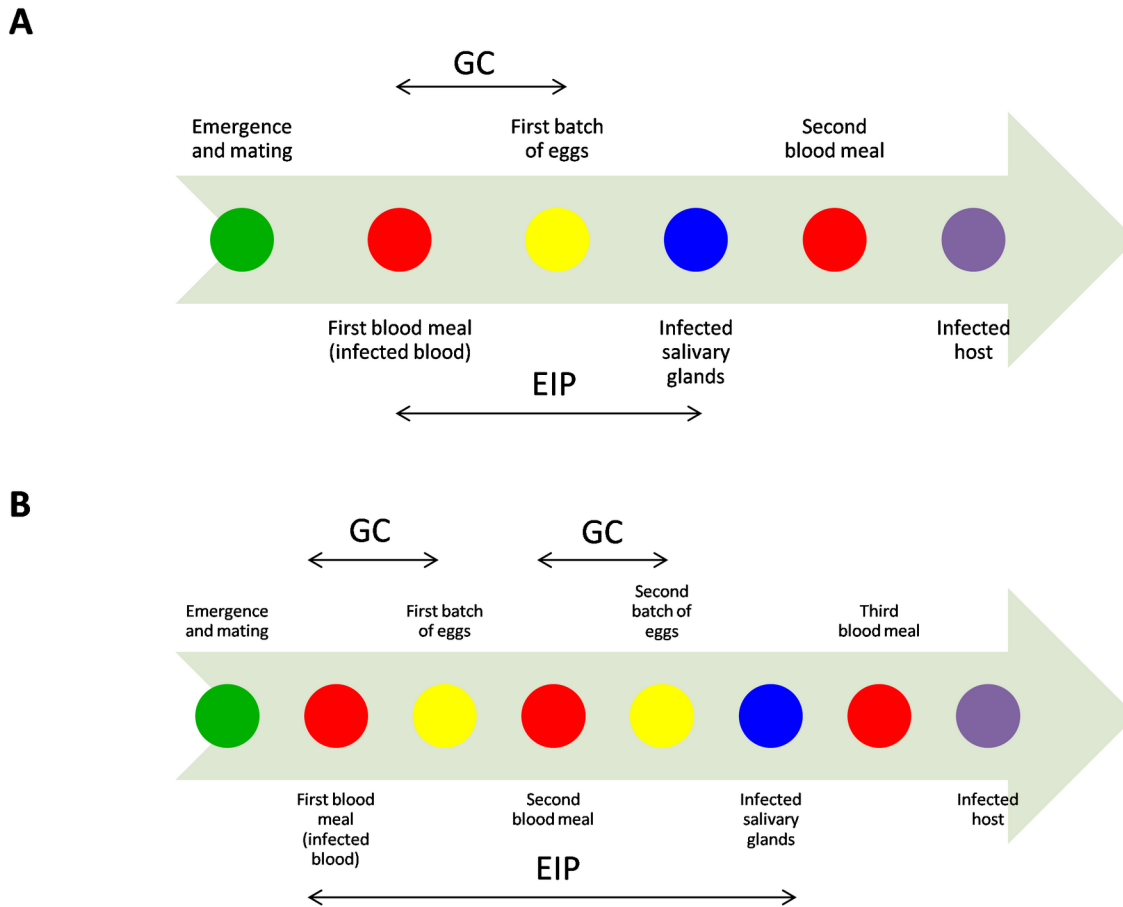 A
GC
Emergence
and mating
First batch
of eggs
Second
blood meal
First blood meal
(infected blood)
Infected
salivary
glands
Infected
host
EIP
B
GC
GC
Emergence
and mating
First batch
of eggs
Second
batch of
eggs
Third
blood meal
First blood
meal
(infected
blood)
Second
blood meal
Infected
salivary
glands
Infected
host
EIP